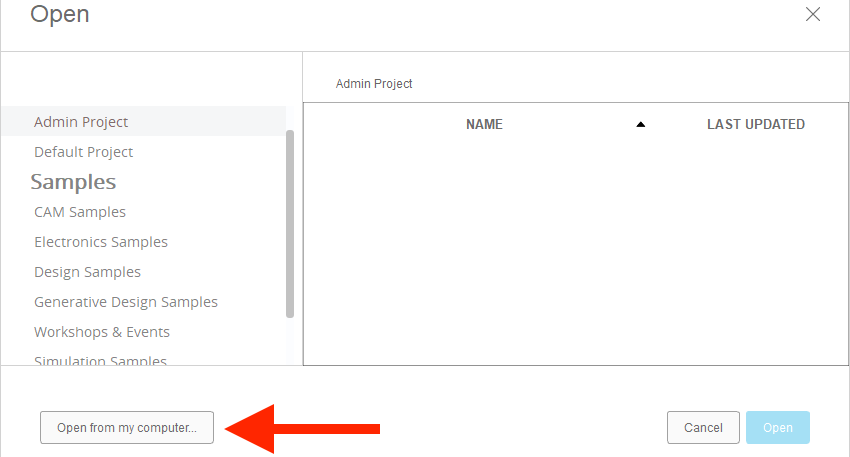 Open
Admin Project
Admin Project
Default Project
Samples
CAM Samples
Electronics Samples
Design Samples
Generative Design Samples
Workshops & Events
Simulation Samples
NAME
LAST UPDATED
Open from my computer...
Cancel
Open